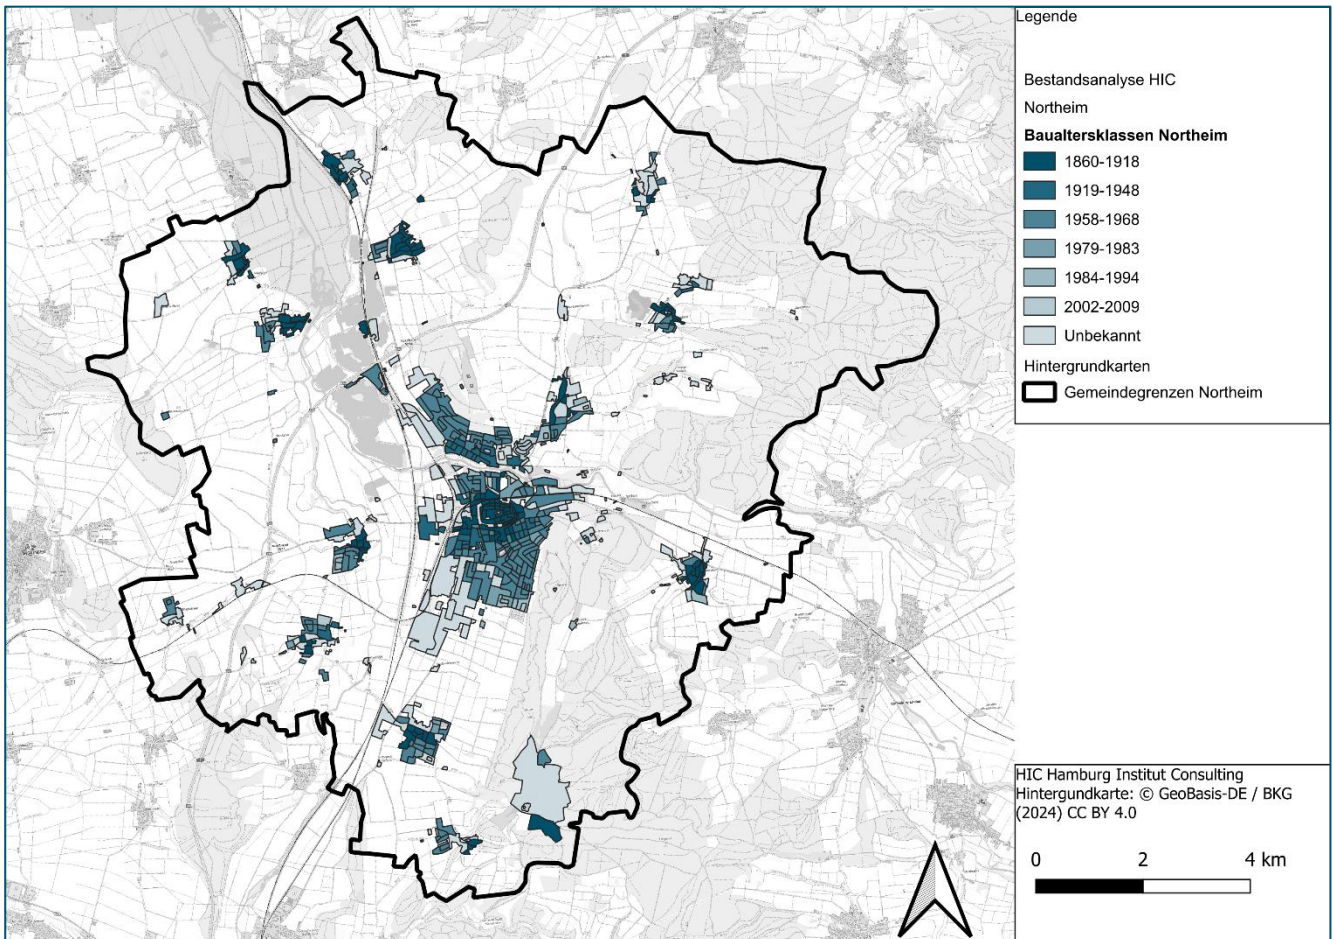 Legende
Bestandsanalyse HIC
Northeim
Baualtersklassen Northeim
1860-1918
1919-1948
1958-1968
1979-1983
1984-1994
2002-2009
Unbekannt
Hintergrundkarten
Gemeindegrenzen Northeim
HIC Hamburg Institut Consulting
Hintergundkarte: © GeoBasis-DE / BKG
(2024) CC BY 4.0
0 2 4 km